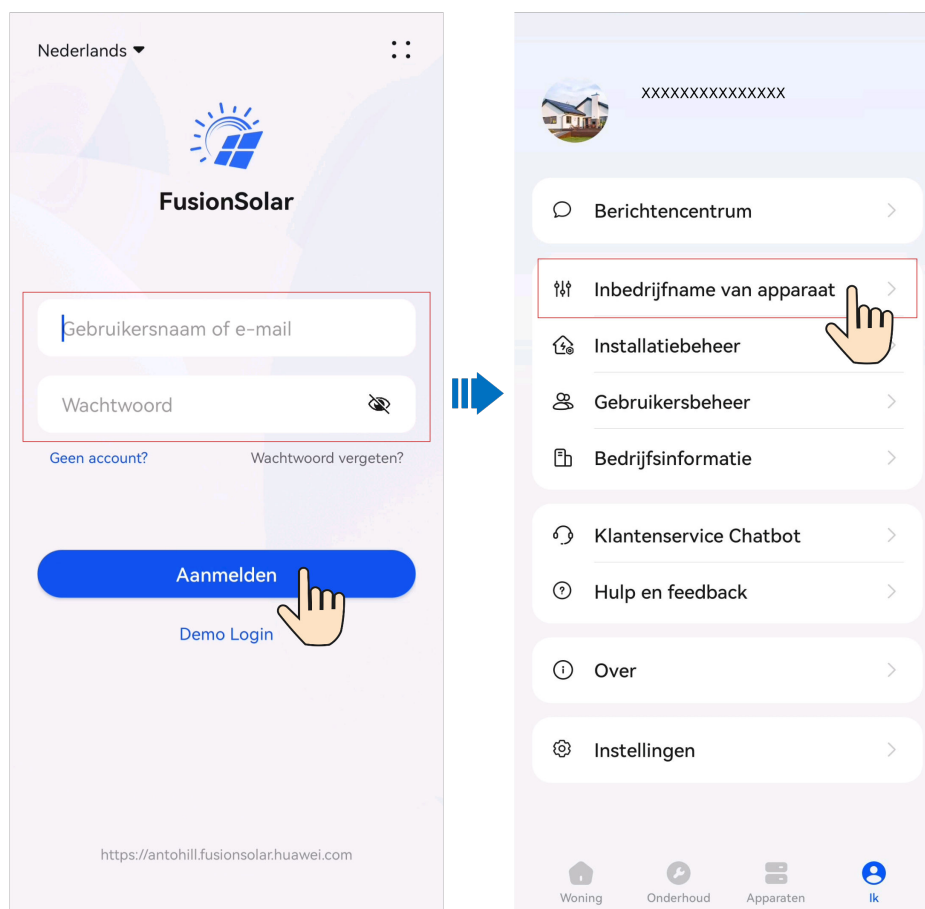 Nederlands
FusionSolar
Gebruikersnaam of e-mail
Wachtwoord
Geen account?
Wachtwoord vergeten?
Aanmelden
Demo Login
https://antohill.fusionsolar.huawei.com
xxxxxxxxxxxxxxx
Berichtencentrum
Inbedrijfname van apparaat
Installatiebeheer
Gebruikersbeheer
Bedrijfsinformatie
Klantenservice Chatbot
Hulp en feedback
Over
Instellingen
Woning
Onderhoud
Apparaten
Ik